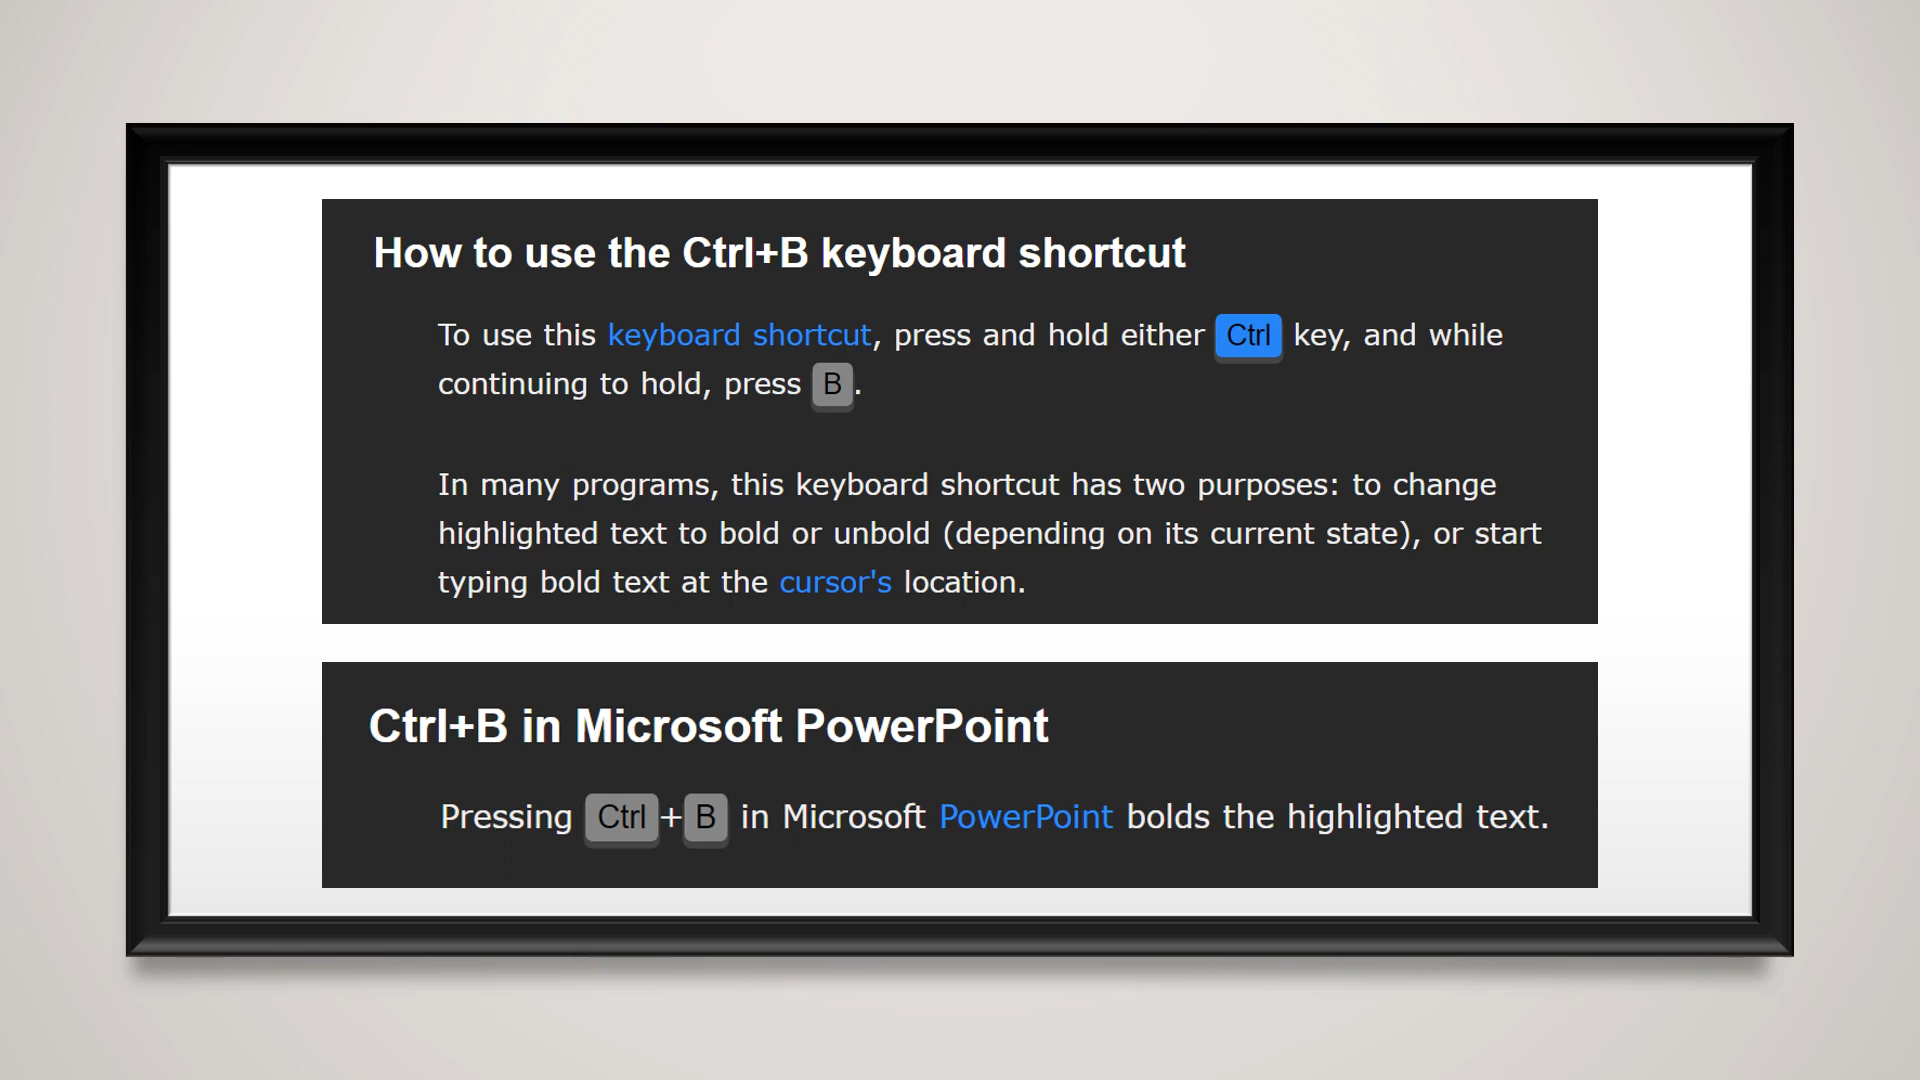 How to use the Ctrl+B keyboard shortcut
To use this keyboard shortcut, press and hold either Ctrl key, and while
continuing to hold, press B.
In many programs, this keyboard shortcut has two purposes: to change
highlighted text to bold or unbold (depending on its current state), or start
typing bold text at the cursor's location.
Ctrl+B in Microsoft PowerPoint
Pressing Ctrl+B in Microsoft PowerPoint bolds the highlighted text.